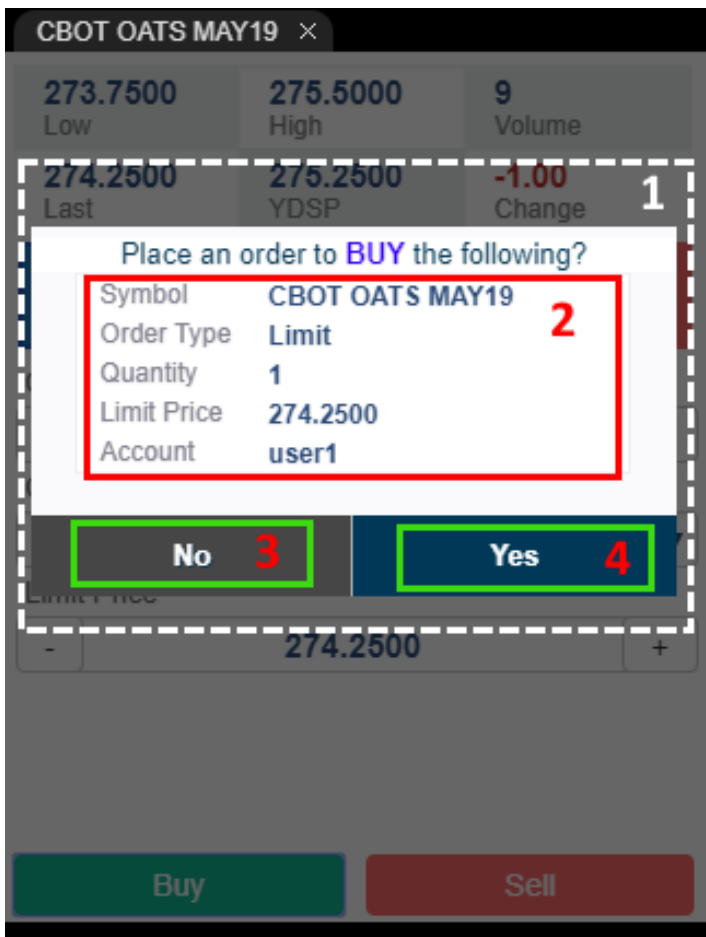 CBOT OATS MAY19 ×
273.7500 275.5000 9
Low High Volume
274.2500 275.2500 -1.00
Last YDSP Change
1
Place an order to BUY the following?
Symbol CBOT OATS MAY19
2
Order Type Limit
Quantity 1
Limit Price 274.2500
Account user1
No 3 Yes 4
Limit Price
- 274.2500 +
Buy Sell